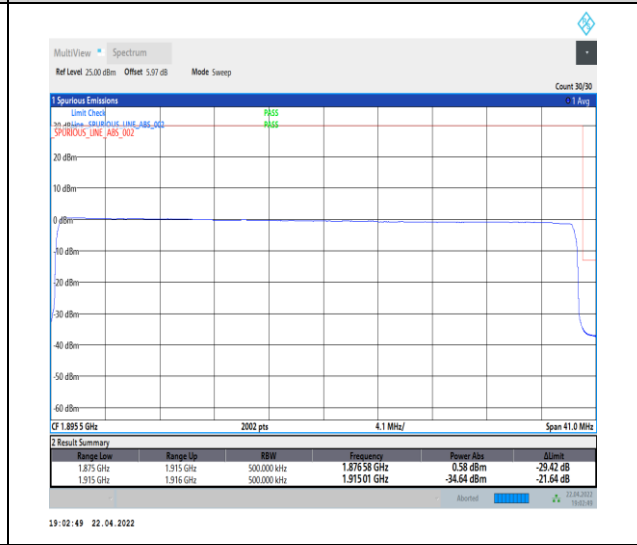 MultiView Spectrum
Ref Level 25.00 dBm Offset 5.97 dB Mode Sweep
Count 30/30
1 Spurious Emissions 1 Avg
Limit Check PASS
Line _SPURIOUS_LINE_ABS_002 PASS
_SPURIOUS_LINE_ABS_002
20 dBm
10 dBm
0 dBm
-10 dBm
-20 dBm
-30 dBm
-40 dBm
-50 dBm
-60 dBm
CF 1.895 5 GHz 2002 pts 4.1 MHz/ Span 41.0 MHz
2 Result Summary
Range Low Range Up RBW Frequency Power Abs ΔLimit
1.875 GHz 1.915 GHz 500.000 kHz 1.876 58 GHz 0.58 dBm -29.42 dB
1.915 GHz 1.916 GHz 500.000 kHz 1.915 01 GHz -34.64 dBm -21.64 dB
Aborted 22.04.2022
19:02:49
19:02:49 22.04.2022